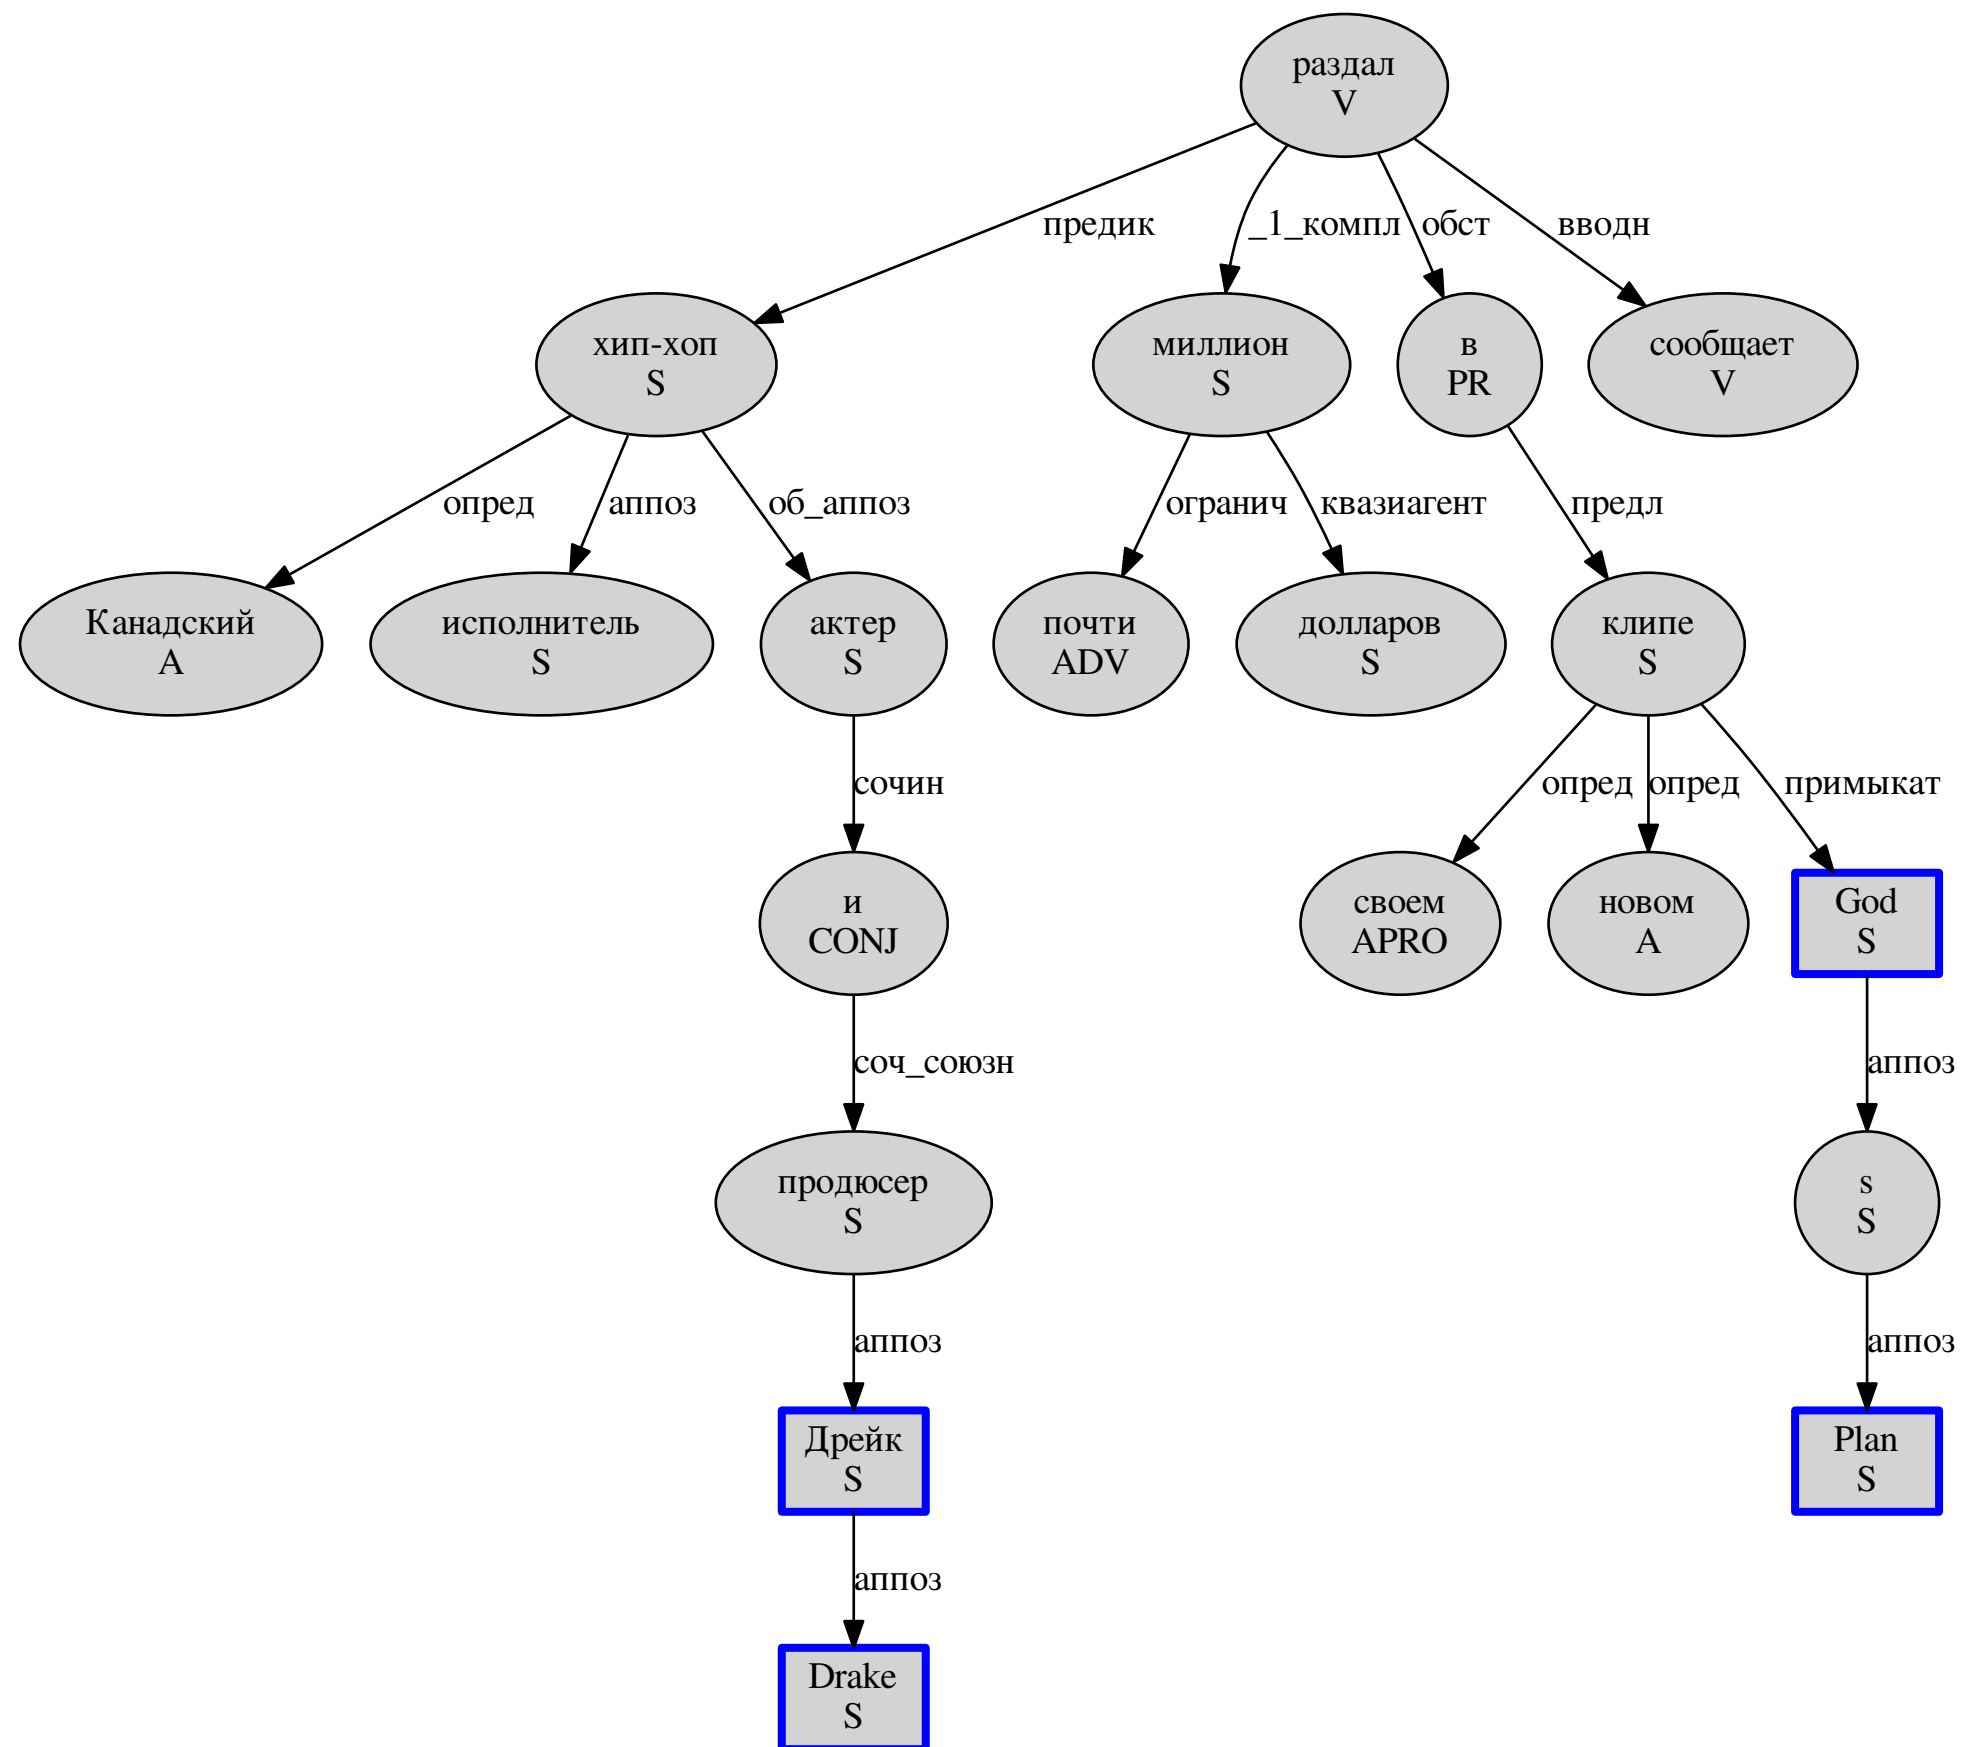 раздал
V
предик
_1_компл
обст
вводн
хип-хоп
S
миллион
S
в
PR
сообщает
V
опред
аппоз
об_аппоз
огранич
квазиагент
предл
Канадский
A
исполнитель
S
актер
S
почти
ADV
долларов
S
клипе
S
сочин
опред
опред
примыкат
и
CONJ
своем
APRO
новом
A
God
S
соч_союзн
аппоз
продюсер
S
s
S
аппоз
аппоз
Дрейк
S
Plan
S
аппоз
Drake
S